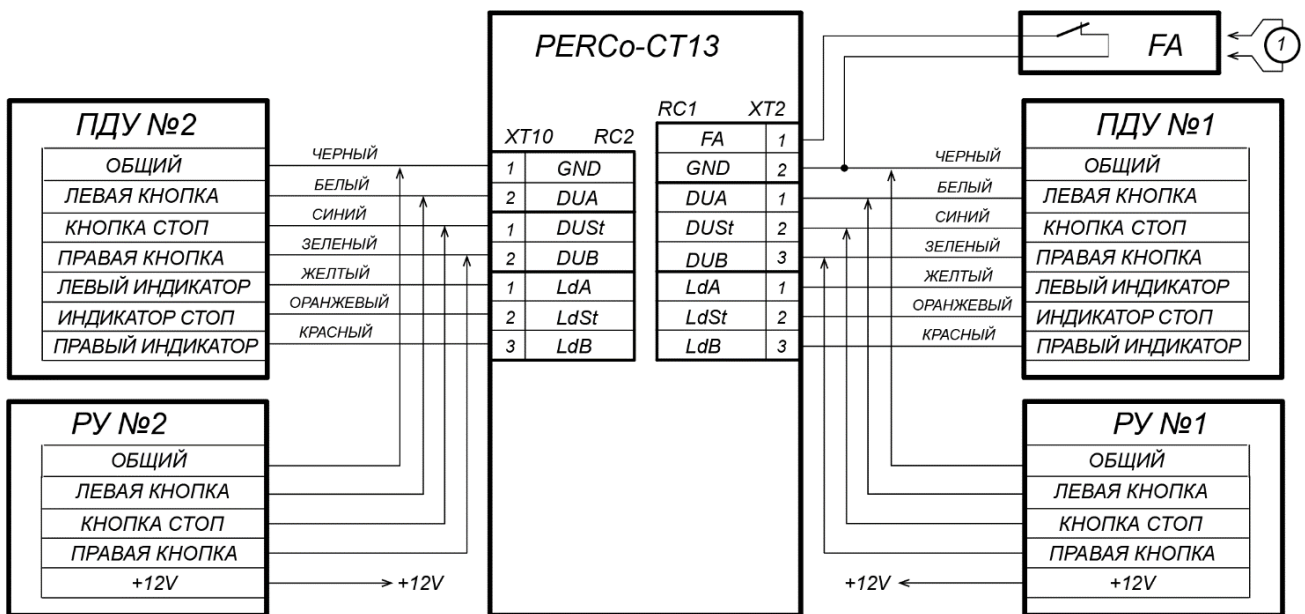 PERCo-CT13
FA
1
ПДУ №2
ОБЩИЙ
ЛЕВАЯ КНОПКА
КНОПКА СТОП
ПРАВАЯ КНОПКА
ЛЕВЫЙ ИНДИКАТОР
ИНДИКАТОР СТОП
ПРАВЫЙ ИНДИКАТОР
ЧЕРНЫЙ
БЕЛЫЙ
СИНИЙ
ЗЕЛЕНЫЙ
ЖЕЛТЫЙ
ОРАНЖЕВЫЙ
КРАСНЫЙ
XT10 RC2
1 GND
2 DUA
1 DUSt
2 DUB
1 LdA
2 LdSt
3 LdB
RC1 XT2
FA 1
GND 2
DUA 1
DUSt 2
DUB 3
LdA 1
LdSt 2
LdB 3
ЧЕРНЫЙ
БЕЛЫЙ
СИНИЙ
ЗЕЛЕНЫЙ
ЖЕЛТЫЙ
ОРАНЖЕВЫЙ
КРАСНЫЙ
ПДУ №1
ОБЩИЙ
ЛЕВАЯ КНОПКА
КНОПКА СТОП
ПРАВАЯ КНОПКА
ЛЕВЫЙ ИНДИКАТОР
ИНДИКАТОР СТОП
ПРАВЫЙ ИНДИКАТОР
РУ №2
ОБЩИЙ
ЛЕВАЯ КНОПКА
КНОПКА СТОП
ПРАВАЯ КНОПКА
+12V
+12V
+12V
РУ №1
ОБЩИЙ
ЛЕВАЯ КНОПКА
КНОПКА СТОП
ПРАВАЯ КНОПКА
+12V